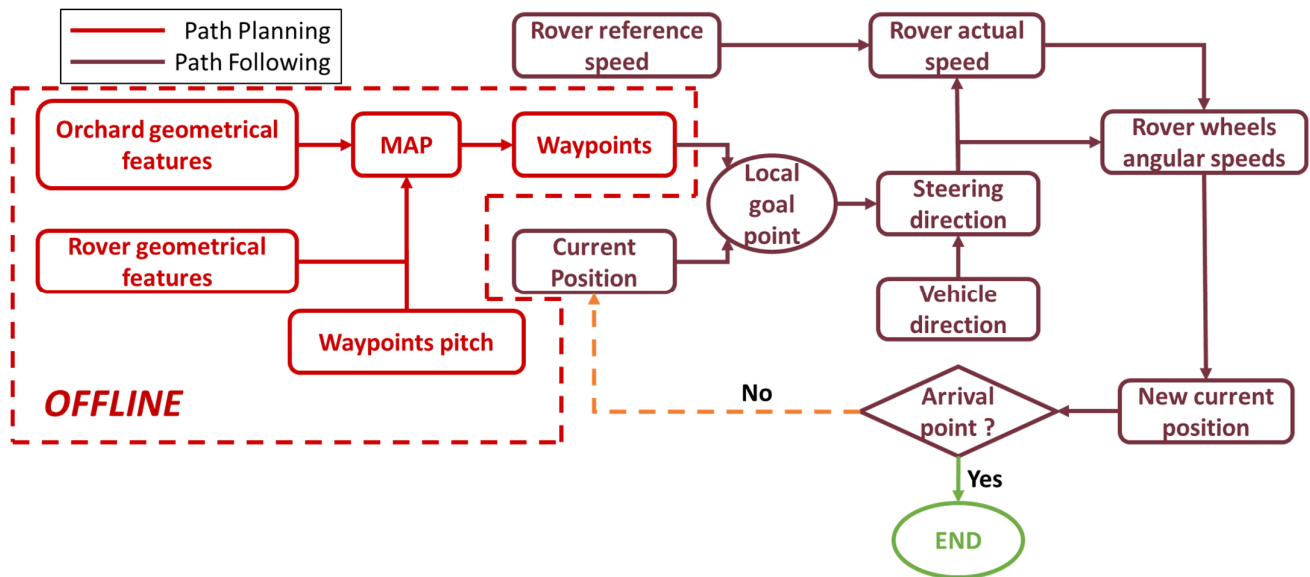 Path Planning
Path Following
Rover reference
speed
Rover actual
speed
Orchard geometrical
features
MAP
Waypoints
Rover wheels
angular speeds
Local
goal
point
Steering
direction
Rover geometrical
features
Current
Position
Vehicle
direction
Waypoints pitch
OFFLINE
No
Arrival
point ?
New current
position
Yes
END